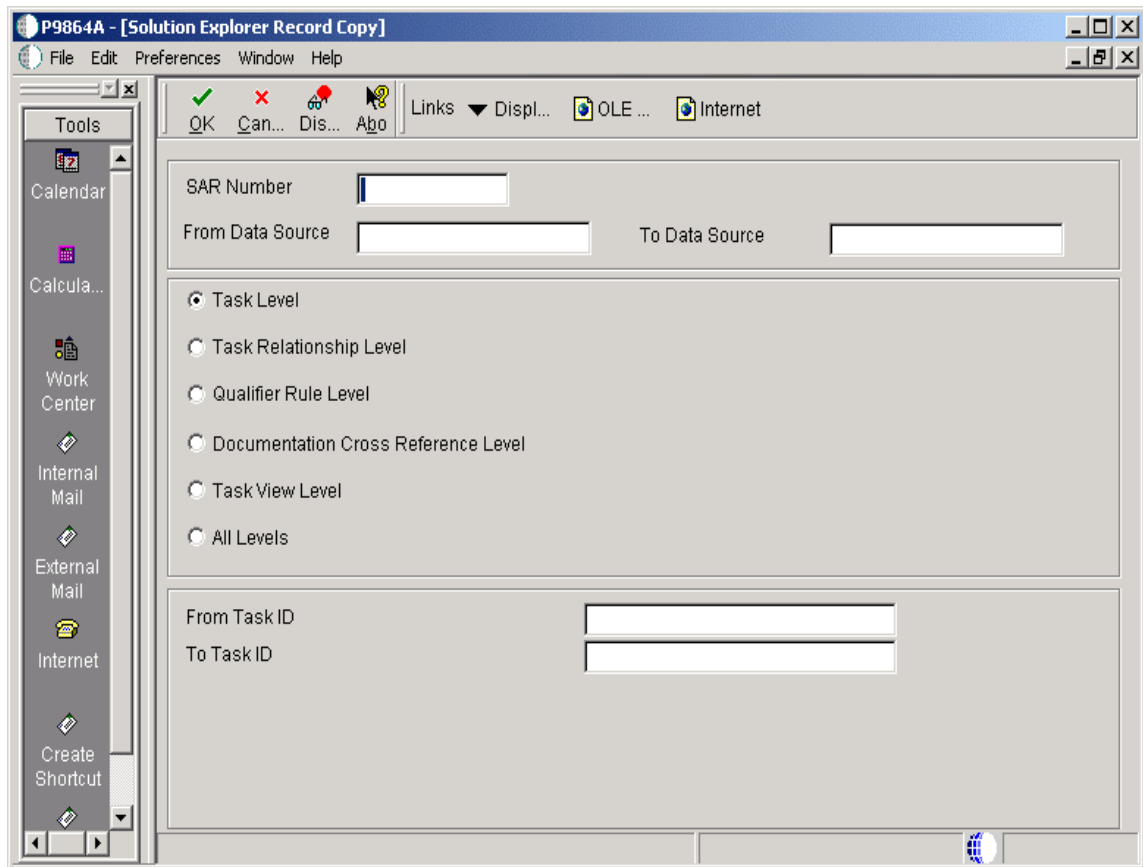 P9864A - [Solution Explorer Record Copy]
File Edit Preferences Window Help
Tools
Calendar
Calcula...
Work
Center
Internal
Mail
External
Mail
Internet
Create
Shortcut
OK Can... Dis... Abo Links Displ... OLE ... Internet
SAR Number
From Data Source To Data Source
Task Level
Task Relationship Level
Qualifier Rule Level
Documentation Cross Reference Level
Task View Level
All Levels
From Task ID
To Task ID